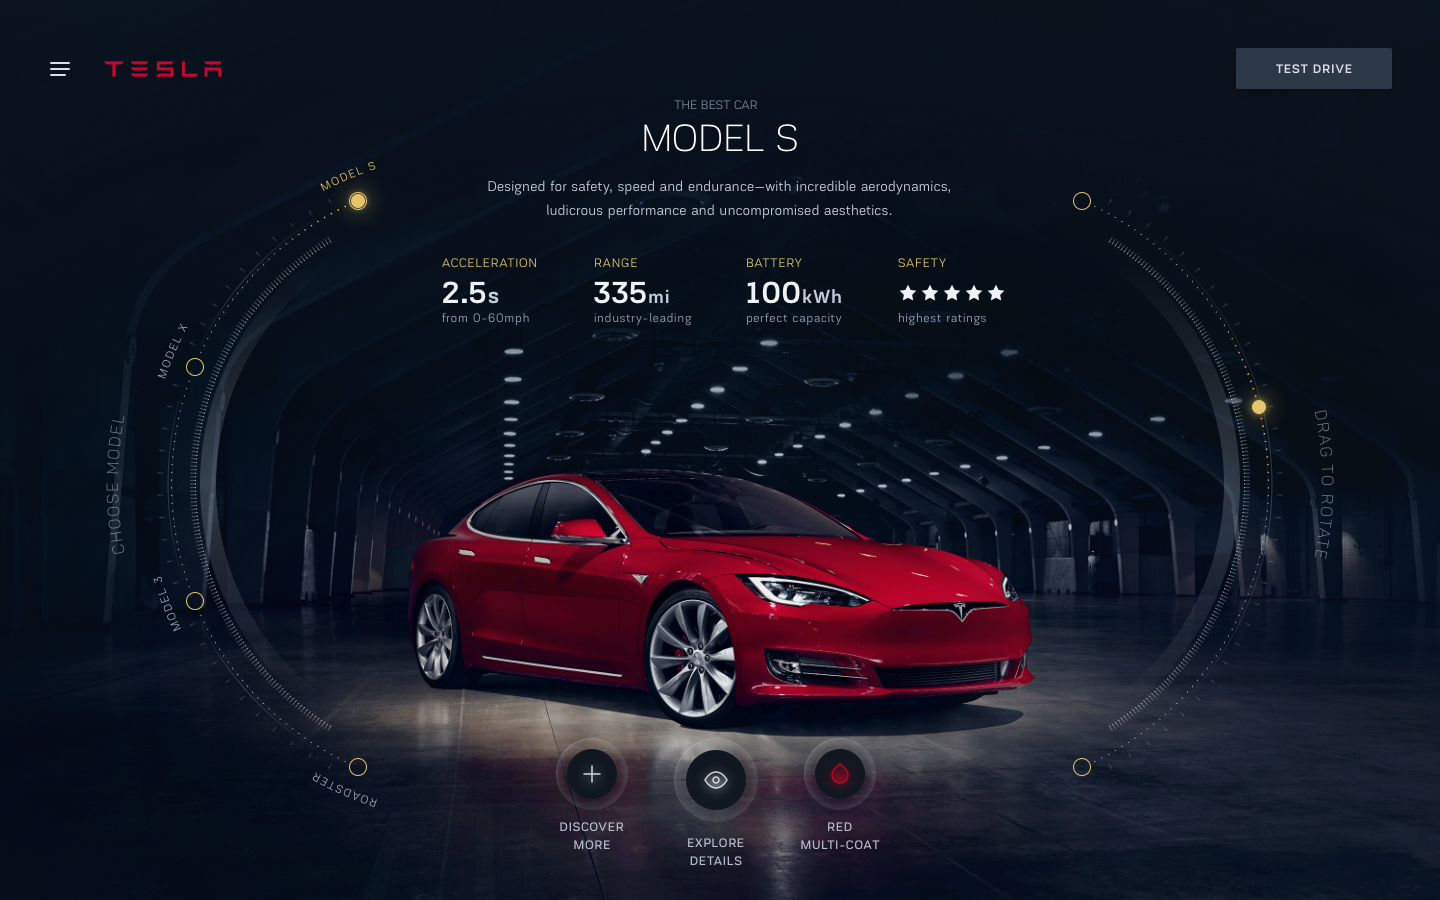 TESLA
TEST DRIVE
THE BEST CAR
MODEL S
Designed for safety, speed and endurance—with incredible aerodynamics,
ludicrous performance and uncompromised aesthetics.
ACCELERATION
2.5s
from 0-60mph
RANGE
335mi
industry-leading
BATTERY
100kWh
perfect capacity
SAFETY
highest ratings
CHOOSE MODEL
MODEL S
MODEL X
MODEL 3
ROADSTER
DRAG TO ROTATE
DISCOVER
MORE
EXPLORE
DETAILS
RED
MULTI-COAT